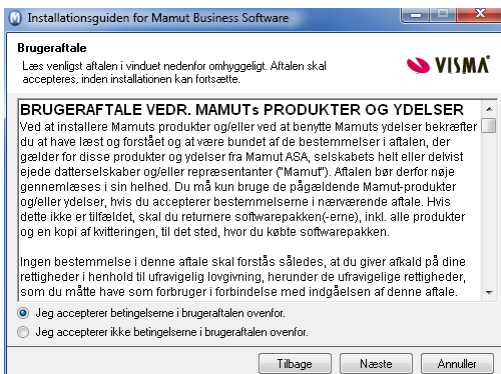 Installationsguiden for Mamut Business Software
Brugeraftale
Læs venligst aftalen i vinduet nedenfor omhyggeligt. Aftalen skal
accepteres, inden installationen kan fortsætte.
VISMA
BRUGERAFTALE VEDR. MAMUTs PRODUKTER OG YDELSER
Ved at installere Mamuts produkter og/eller ved at benytte Mamuts ydelser bekræfter
du at have læst og forstået og at være bundet af de bestemmelser i aftalen, der
gælder for disse produkter og ydelser fra Mamut ASA, selskabets helt eller delvist
ejede datterselskaber og/eller repræsentanter ("Mamut"). Aftalen bør derfor nøje
gennemlæses i sin helhed. Du må kun bruge de pågældende Mamut-produkter
og/eller ydelser, hvis du accepterer bestemmelserne i nærværende aftale. Hvis
dette ikke er tilfældet, skal du returnere softwarepakken(-erne), inkl. alle produkter
og en kopi af kvitteringen, til det sted, hvor du købte softwarepakken.
Ingen bestemmelse i denne aftale skal forstås således, at du giver afkald på dine
rettigheder i henhold til ufravigelig lovgivning, herunder de ufravigelige rettigheder,
som du måtte have som forbruger i forbindelse med indgåelsen af denne aftale.
Jeg accepterer betingelserne i brugeraftalen ovenfor.
Jeg accepterer ikke betingelserne i brugeraftalen ovenfor.
Tilbage
Næste
Annuller